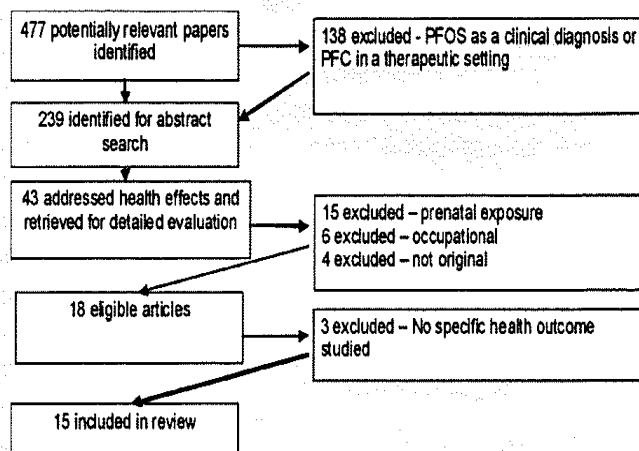 477 potentially relevant papers
identified
138 excluded - PFOS as a clinical diagnosis or
PFC in a therapeutic setting
239 identified for abstract
search
43 addressed health effects and
retrieved for detailed evaluation
15 excluded – prenatal exposure
6 excluded – occupational
4 excluded – not original
18 eligible articles
3 excluded – No specific health outcome
studied
15 included in review